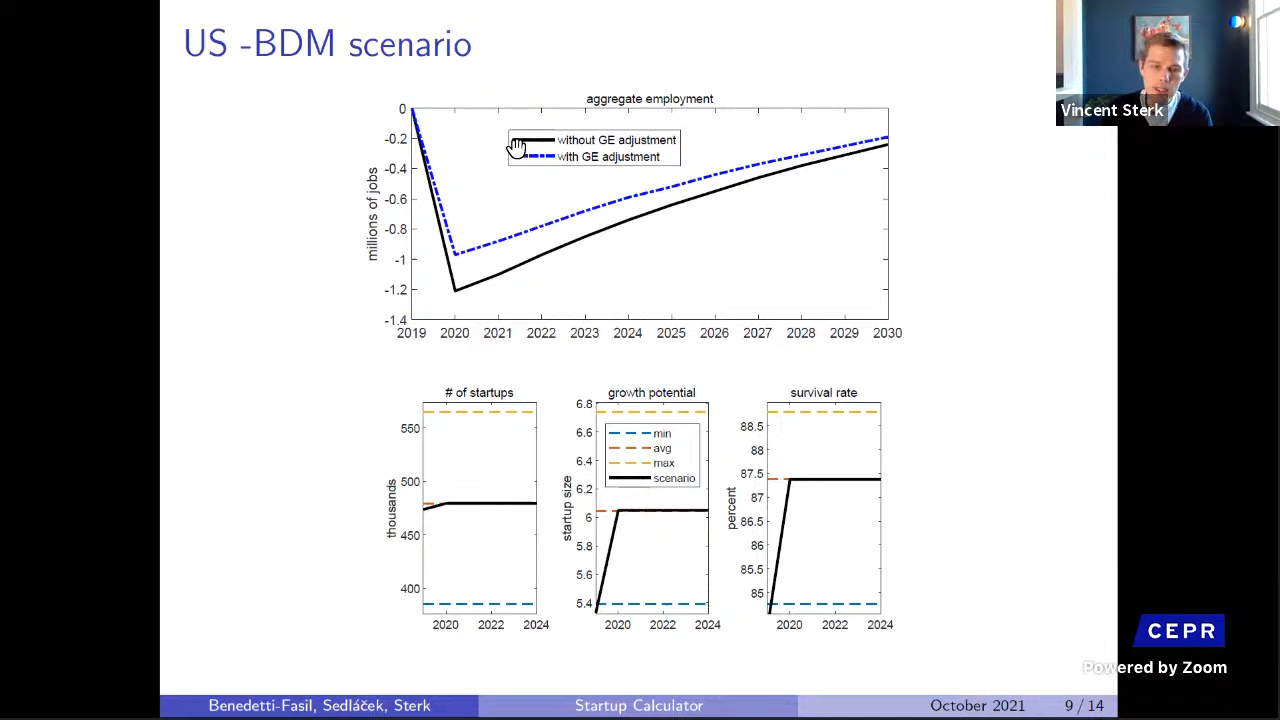 US -BDM scenario
Vincent Sterk
aggregate employment
millions of jobs
0
-0.2
-0.4
-0.6
-0.8
-1
-1.2
-1.4
without GE adjustment
with GE adjustment
2019 2020 2021 2022 2023 2024 2025 2026 2027 2028 2029 2030
# of startups
thousands
550
500
450
400
2020 2022 2024
growth potential
startup size
6.8
6.6
6.4
6.2
6
5.8
5.6
5.4
min
avg
max
scenario
2020 2022 2024
survival rate
percent
88.5
88
87.5
87
86.5
86
85.5
85
2020 2022 2024
CEPR
Powered by Zoom
Benedetti-Fasil, Sedláček, Sterk
Startup Calculator
October 2021
9 / 14